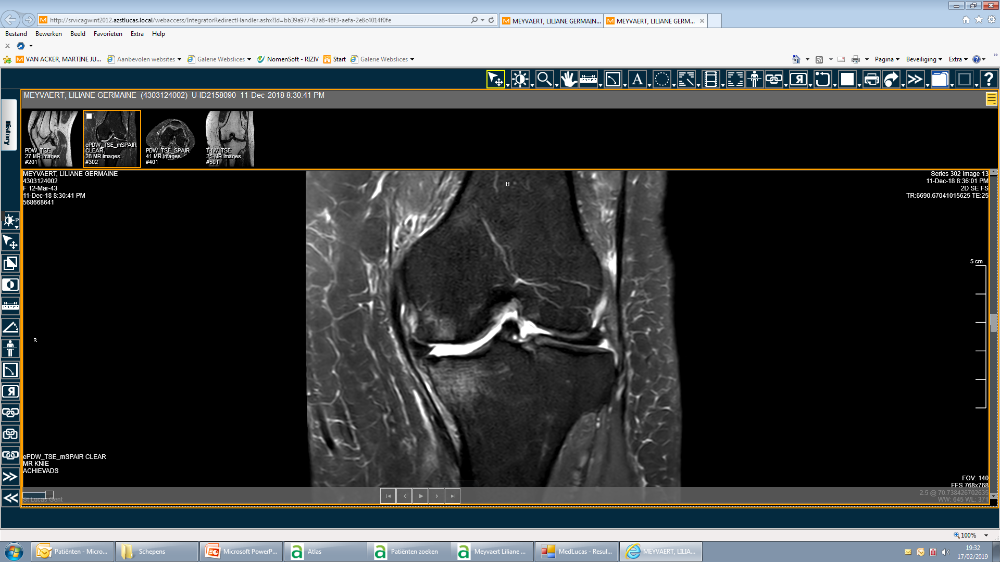 http://srvicagwint2012.azstlucas.local/webaccess/IntegratorRedirectHandler.ashx?Id=bb39a977-87a8-48f3-aefa-2e8c4014f0fe
MEYVAERT, LILIANE GERMAIN...
MEYVAERT, LILIANE GERM...
Bestand Bewerken Beeld Favorieten Extra Help
VAN ACKER, MARTINE JU... Aanbevolen websites Galerie Webslices NomenSoft - RIZIV Start Galerie Webslices
Pagina Beveiliging Extra
MEYVAERT, LILIANE GERMAINE (4303124002) U-ID2158090 11-Dec-2018 8:30:41 PM
History
PDW_TSE
27 MR Images
#201
ePDW_TSE_mSPAIR
CLEAR
28 MR Images
#302
PDW_TSE_SPAIR
41 MR Images
#401
T1W_TSE
25 MR Images
#501
MEYVAERT, LILIANE GERMAINE
4303124002
F 12-Mar-43
11-Dec-18 8:30:41 PM
568668641
H
Series 302 Image 13
11-Dec-18 8:36:01 PM
2D SE FS
TR:6690.67041015625 TE:25
5 cm
R
ePDW_TSE_mSPAIR CLEAR
MR KNIE
ACHIEVADS
St Lucas Gent
FOV: 140
FFS 768x768
2.5 @ 70.738426702635
WW: 645 WL: 371
100%
Patiënten - Micro... Schepens Microsoft PowerP... Atlas Patiënten zoeken Meyvaert Liliane ... MedLucas - Resul... MEYVAERT, LILIA...
19:32
17/02/2019